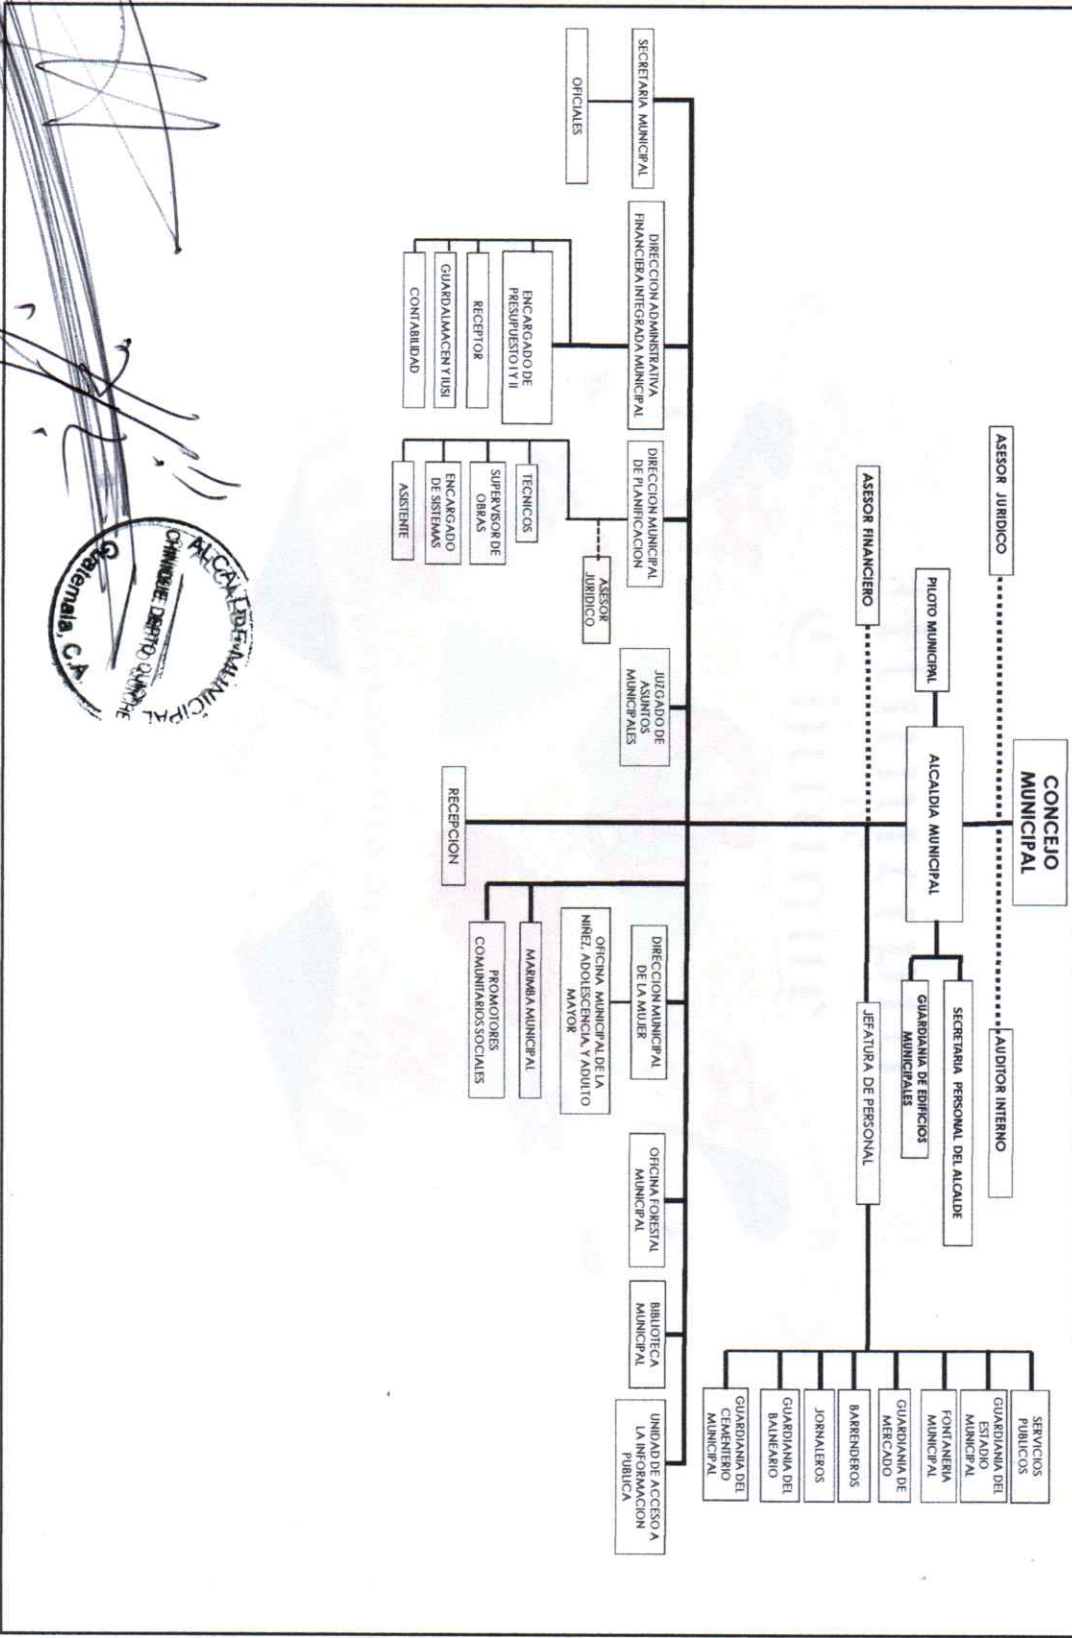 CONCEJO
MUNICIPAL
ASESOR JURIDICO
AUDITOR INTERNO
PILOTO MUNICIPAL
ALCALDIA MUNICIPAL
SECRETARIA PERSONAL DEL ALCALDE
GUARDIANIA DE EDIFICIOS
MUNICIPALES
ASESOR FINANCIERO
JEFATURA DE PERSONAL
SERVICIOS
PUBLICOS
GUARDIANIA DEL
ESTADIO
MUNICIPAL
FONTANERIA
MUNICIPAL
GUARDIANIA DE
MERCADO
BARRENDEROS
JORNALEROS
GUARDIANIA DEL
BALNEARIO
GUARDIANIA DEL
CEMENTERIO
MUNICIPAL
SECRETARIA MUNICIPAL
OFICIALES
DIRECCION ADMINISTRATIVA
FINANCIERA INTEGRADA MUNICIPAL
ENCARGADO DE
PRESUPUESTO I Y II
RECEPTOR
GUARDALMACEN Y IUSI
CONTABILIDAD
DIRECCION MUNICIPAL
DE PLANIFICACION
ASESOR
JURIDICO
TECNICOS
SUPERVISOR DE
OBRAS
ENCARGADO
DE SISTEMAS
ASISTENTE
JUZGADO DE
ASUNTOS
MUNICIPALES
RECEPCION
DIRECCION MUNICIPAL
DE LA MUJER
OFICINA MUNICIPAL DE LA
NIÑEZ, ADOLESCENCIA, Y ADULTO
MAYOR
MARIMBA MUNICIPAL
PROMOTORES
COMUNITARIOS SOCIALES
OFICINA FORESTAL
MUNICIPAL
BIBLIOTECA
MUNICIPAL
UNIDAD DE ACCESO A
LA INFORMACION
PUBLICA
MUNICIPAL
Guatemala, C.A.